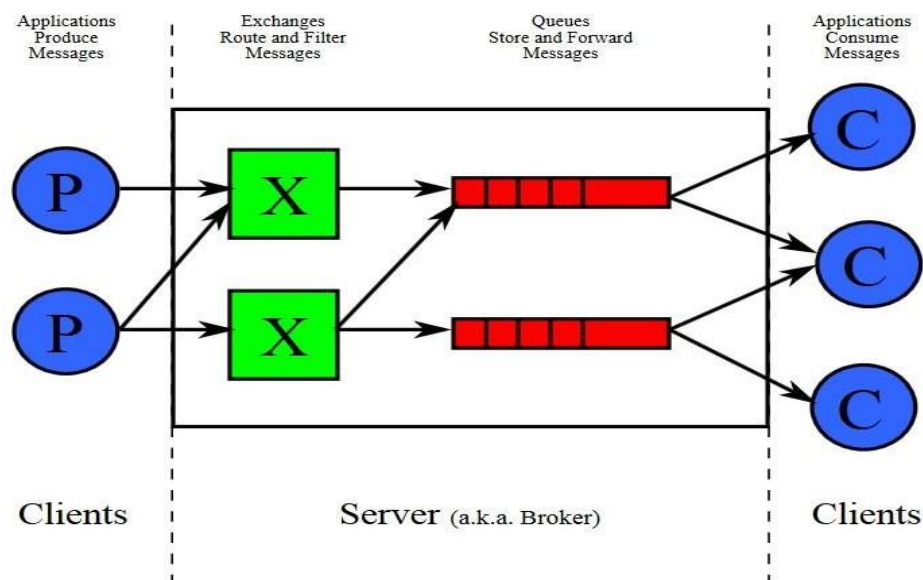 Applications
Produce
Messages
Exchanges
Route and Filter
Messages
Queues
Store and Forward
Messages
Applications
Consume
Messages
P
X
C
P
X
C
C
Clients
Server (a.k.a. Broker)
Clients